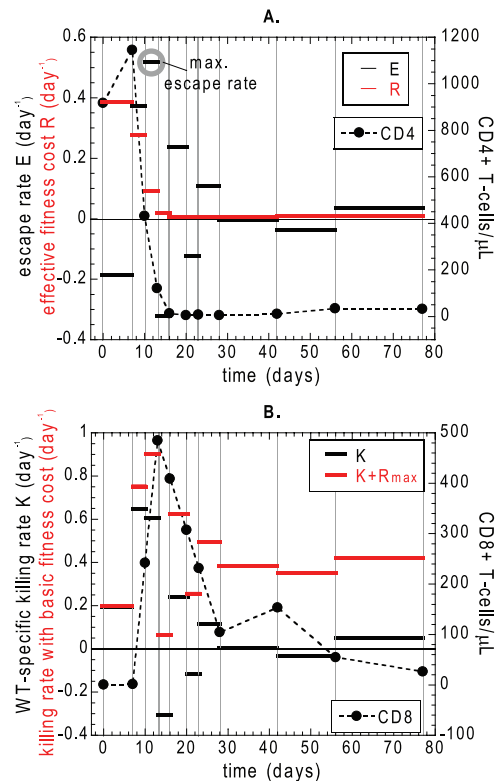 A.
0.6
0.4
0.2
0
-0.2
-0.3
-0.4
escape rate E (day⁻¹)
effective fitness cost R (day⁻¹)
max.
escape rate
E
R
CD4
1200
1000
800
600
400
200
0
-100
CD4+ T-cells/µL
0 10 20 30 40 50 60 70 80
time (days)
B.
1
0.8
0.6
0.4
0.2
0
-0.2
-0.4
WT-specific killing rate K (day⁻¹)
killing rate with basic fitness cost (day⁻¹)
K
K+Rmax
CD8
500
400
300
200
100
0
-100
CD8+ T-cells/µL
0 10 20 30 40 50 60 70 80
time (days)